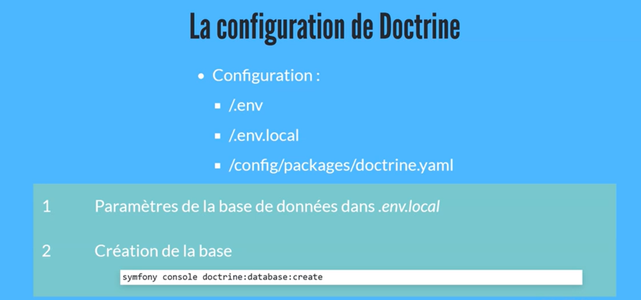 La configuration de Doctrine
Configuration :
/.env
/.env.local
/config/packages/doctrine.yaml
1 Paramètres de la base de données dans .env.local
2 Création de la base
symfony console doctrine:database:create